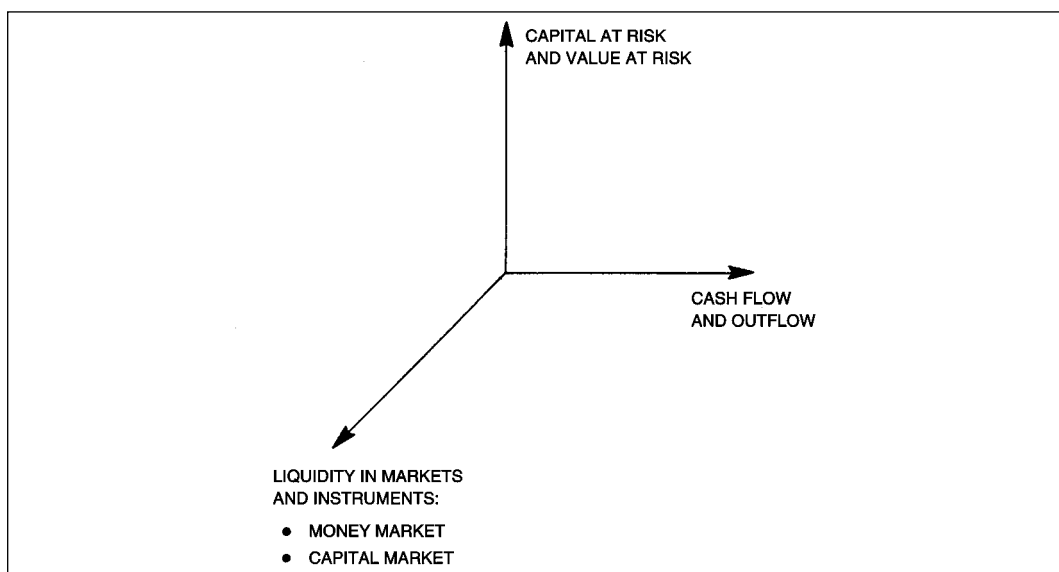 CAPITAL AT RISK
AND VALUE AT RISK
CASH FLOW
AND OUTFLOW
LIQUIDITY IN MARKETS
AND INSTRUMENTS:
● MONEY MARKET
● CAPITAL MARKET